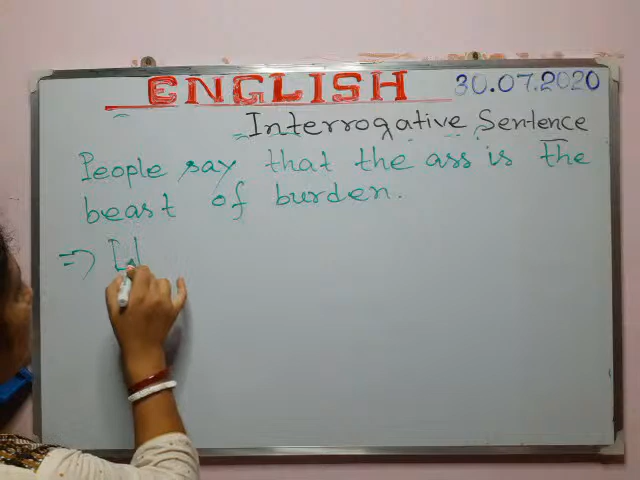 ENGLISH 30.07.2020
Interrogative Sentence
People say that the ass is the
beast of burden.
⇒